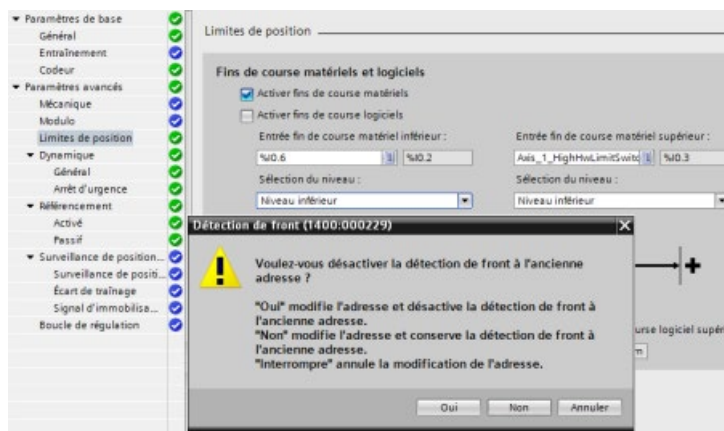 Paramètres de base
Général
Entraînement
Codeur
Paramètres avancés
Mécanique
Modulo
Limites de position
Dynamique
Général
Arrêt d'urgence
Référencement
Activé
Passif
Surveillance de position...
Surveillance de positi...
Écart de traînage
Signal d'immobilisa...
Boucle de régulation
Limites de position
Fins de course matériels et logiciels
Activer fins de course matériels
Activer fins de course logiciels
Entrée fin de course matériel inférieur :
Entrée fin de course matériel supérieur :
%I0.6
%I0.2
Axis_1_HighHwLimitSwitc
%I0.3
Sélection du niveau :
Sélection du niveau :
Niveau inférieur
Niveau inférieur
Détection de front (1400:000229)
Voulez-vous désactiver la détection de front à l'ancienne
adresse ?
"Oui" modifie l'adresse et désactive la détection de front à
l'ancienne adresse.
"Non" modifie l'adresse et conserve la détection de front à
l'ancienne adresse.
"Interrompre" annule la modification de l'adresse.
Oui
Non
Annuler
urse logiciel supér
m